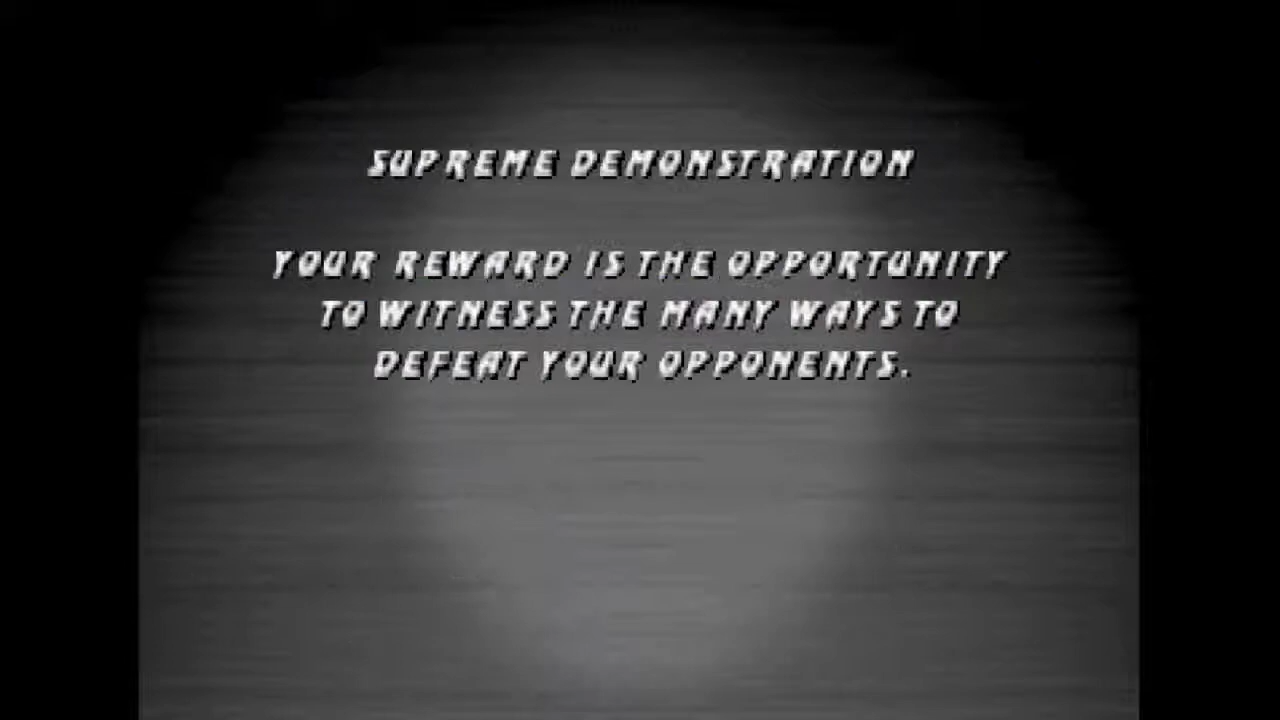 SUPREME DEMONSTRATION
YOUR REWARD IS THE OPPORTUNITY
TO WITNESS THE MANY WAYS TO
DEFEAT YOUR OPPONENTS.